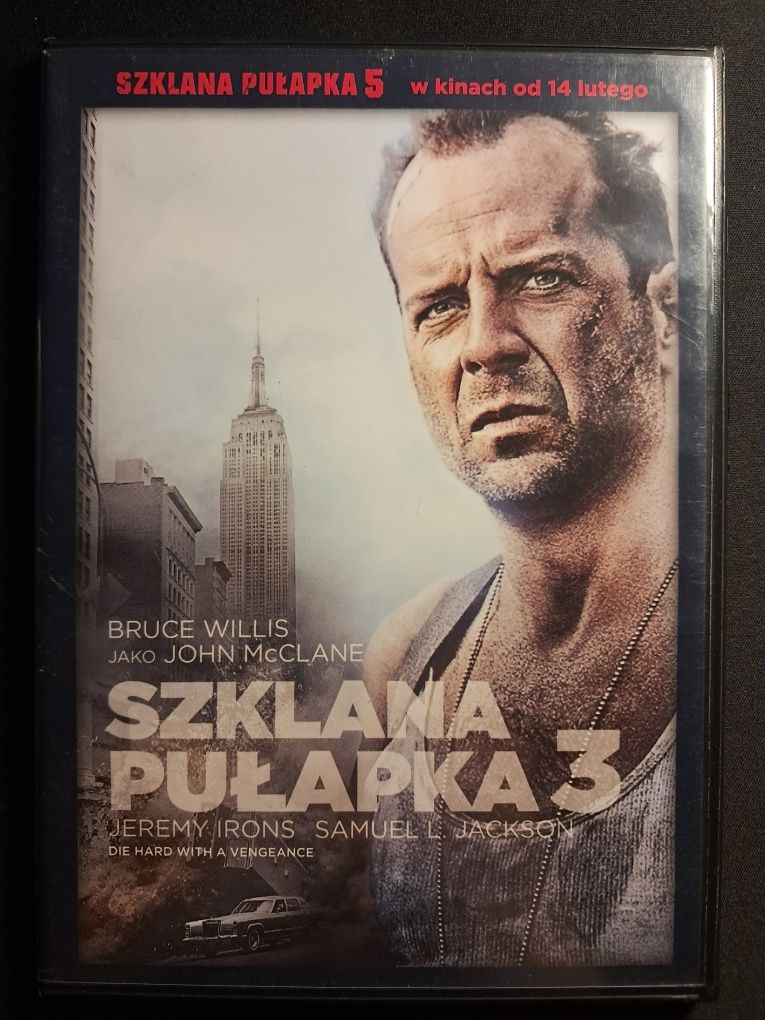 SZKLANA PUŁAPKA 5 w kinach od 14 lutego
BRUCE WILLIS
JAKO JOHN McCLANE
SZKLANA
PUŁAPKA 3
JEREMY IRONS SAMUEL L. JACKSON
DIE HARD WITH A VENGEANCE